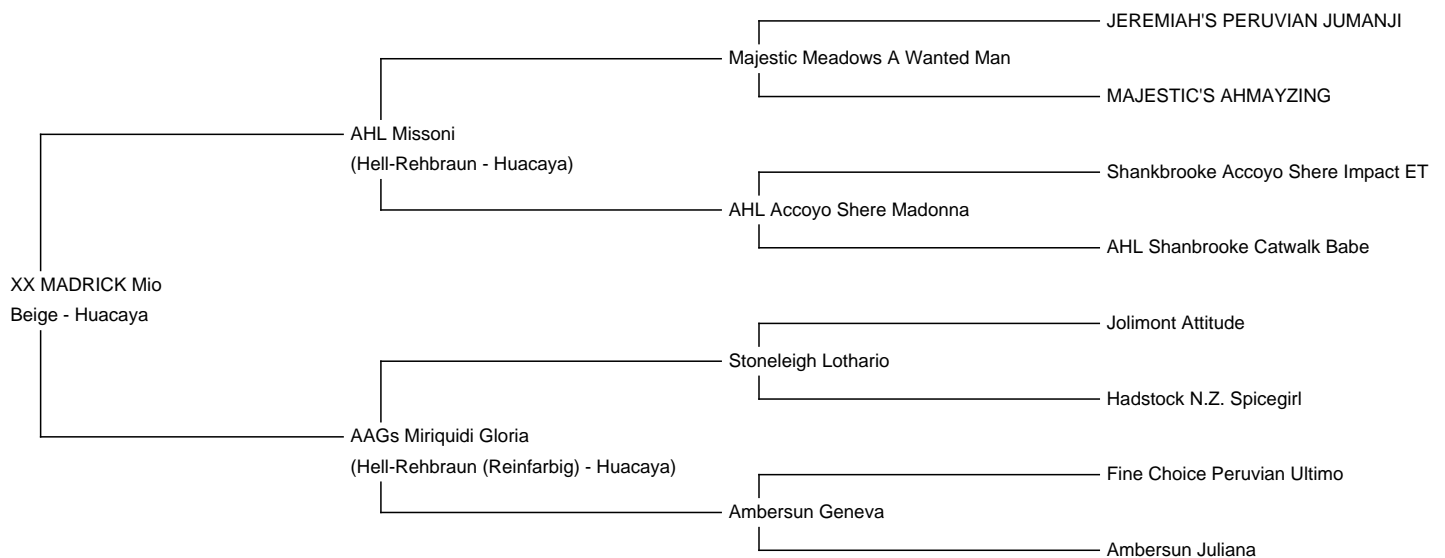 JEREMIAH'S PERUVIAN JUMANJI
Majestic Meadows A Wanted Man
MAJESTIC'S AHMAYZING
AHL Missoni
(Hell-Rehbraun - Huacaya)
Shankbrooke Accoyo Shere Impact ET
AHL Accoyo Shere Madonna
AHL Shanbrooke Catwalk Babe
XX MADRICK Mio
Beige - Huacaya
Jolimont Attitude
Stoneleigh Lothario
Hadstock N.Z. Spicegirl
AAGs Miriquidi Gloria
(Hell-Rehbraun (Reinfarbig) - Huacaya)
Fine Choice Peruvian Ultimo
Ambersun Geneva
Ambersun Juliana